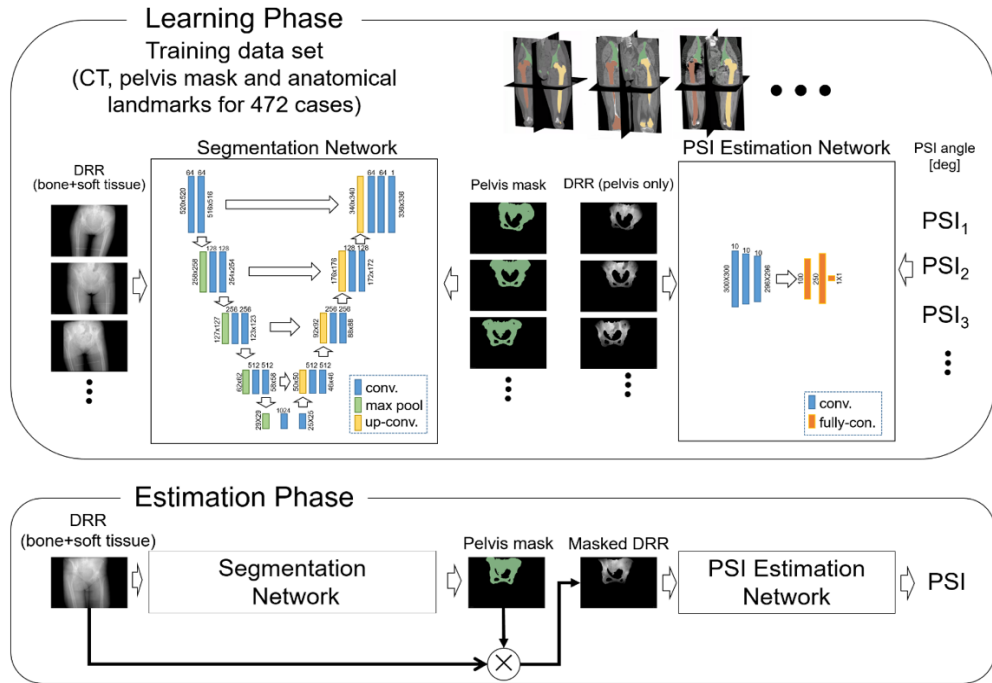 Learning Phase
Training data set
(CT, pelvis mask and anatomical
landmarks for 472 cases)
Segmentation Network
DRR
(bone+soft tissue)
64 64
520x520
516x516
128 128
258x258
254x254
256 256
127x127
123x123
512 512
62x62
58x58
1024
29X29
25X25
512 512
50x50
46x46
256 256
92x92
88x88
128 128
176x176
172x172
64 64 1
340x340
336x336
conv.
max pool
up-conv.
Pelvis mask
DRR (pelvis only)
PSI Estimation Network
10 10 10
300X300
296X296
100
250
1X1
conv.
fully-con.
PSI angle
[deg]
PSI1
PSI2
PSI3
Estimation Phase
DRR
(bone+soft tissue)
Segmentation
Network
Pelvis mask
Masked DRR
PSI Estimation
Network
PSI